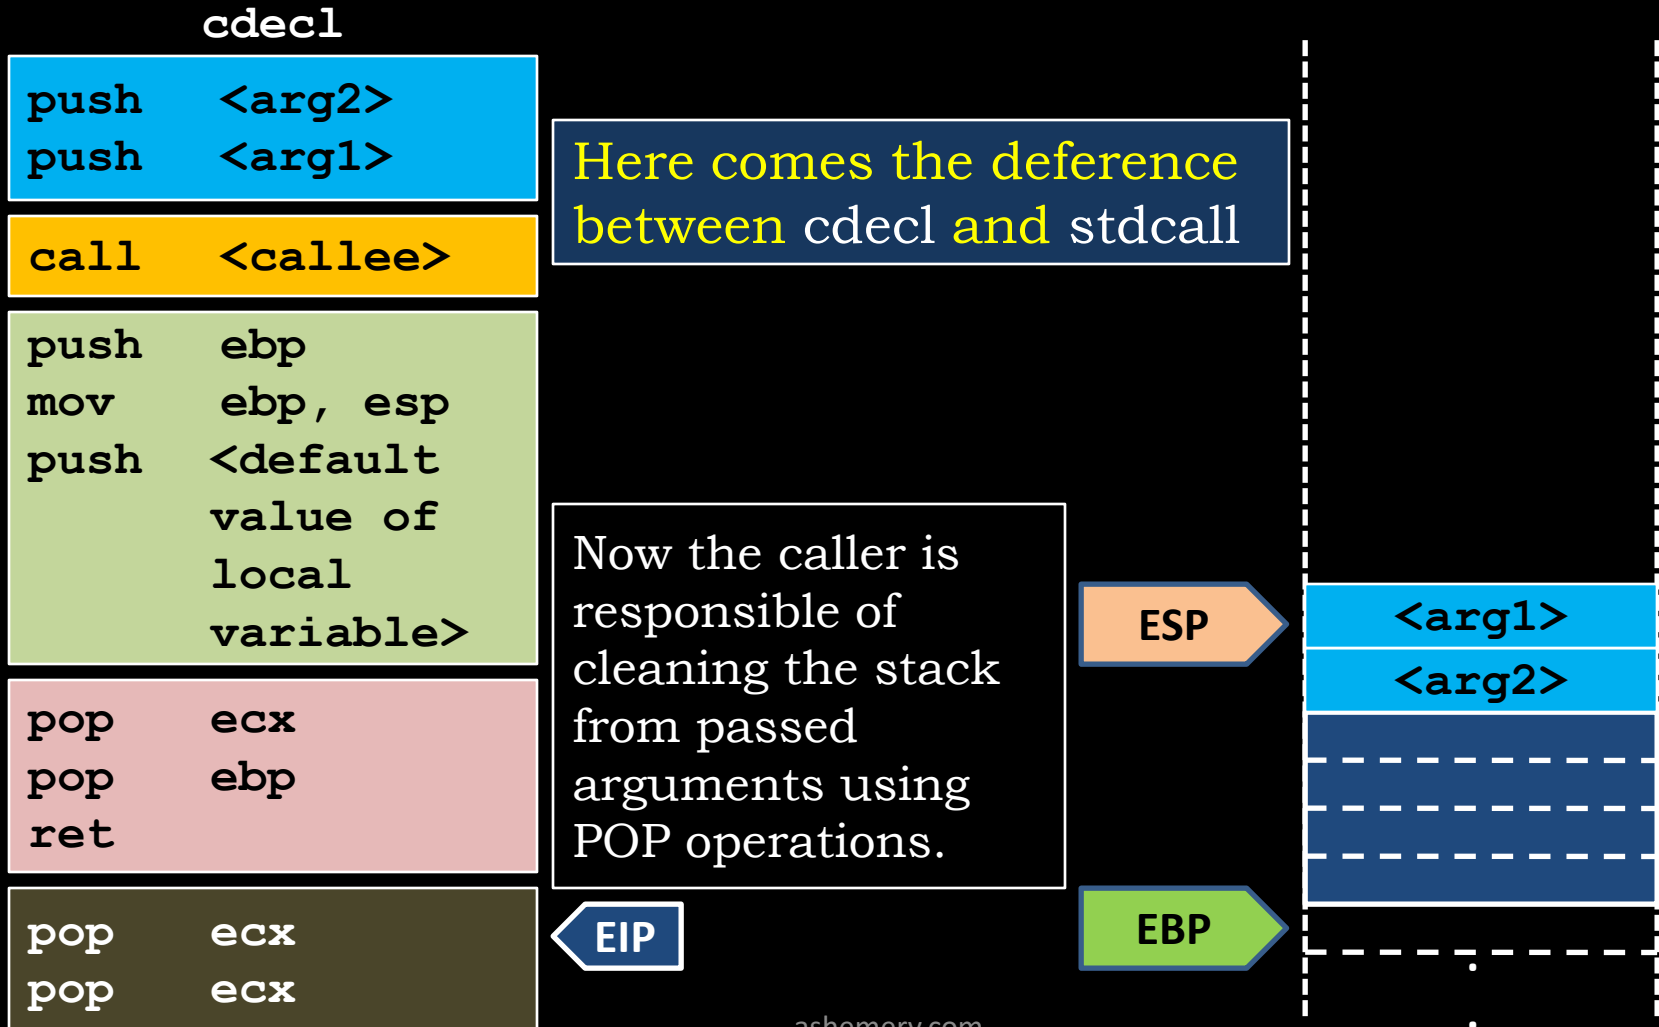 cdecl
push <arg2>
push <arg1>
call <callee>
push ebp
mov ebp, esp
push <default
value of
local
variable>
pop ecx
pop ebp
ret
pop ecx
pop ecx
Here comes the deference
between cdecl and stdcall
Now the caller is
responsible of
cleaning the stack
from passed
arguments using
POP operations.
EIP
ESP
EBP
<arg1>
<arg2>
ashemery.com